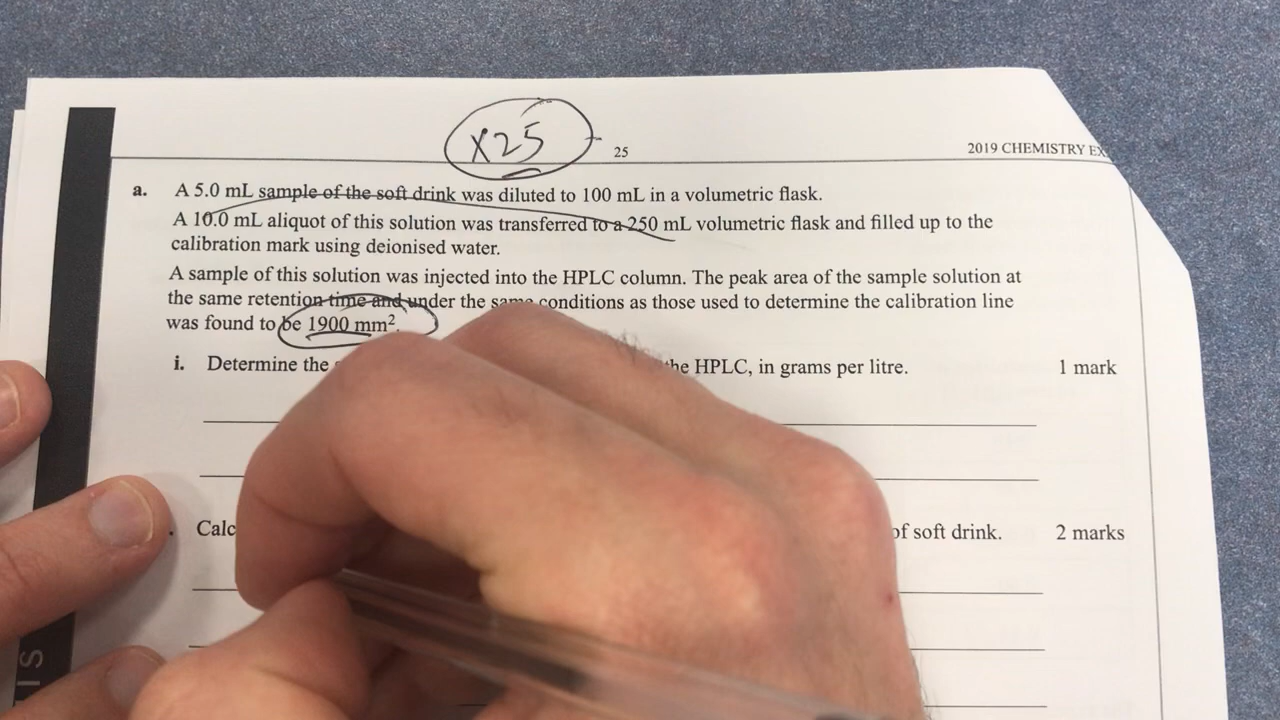 X25
25
2019 CHEMISTRY
a. A 5.0 mL sample of the soft drink was diluted to 100 mL in a volumetric flask.
A 10.0 mL aliquot of this solution was transferred to a 250 mL volumetric flask and filled up to the
calibration mark using deionised water.
A sample of this solution was injected into the HPLC column. The peak area of the sample solution at
the same retention time and under the same conditions as those used to determine the calibration line
was found to be 1900 mm².
i. Determine the he HPLC, in grams per litre. 1 mark
Calc of soft drink. 2 marks